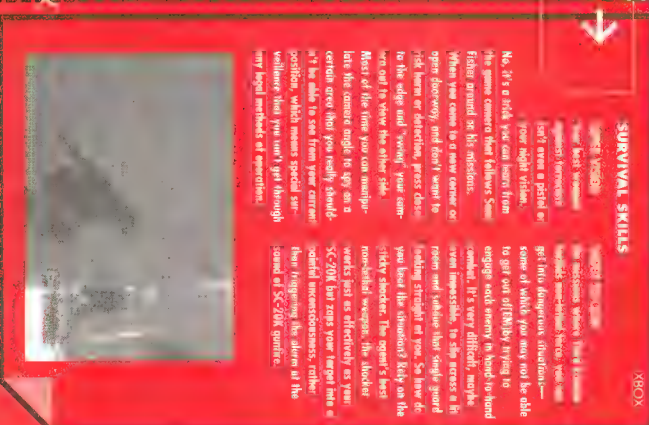 XBOX
SURVIVAL SKILLS
isn't even a pistol or
your night vision.
No, it's a trick you can learn from
the game camera that follows Sam
Fisher around on his missions.
When you come to a new corner or
open doorway, and don't want to
risk harm or detection, press close
to the edge and "swing" your cam-
era out to view the other side.
Most of the time you can manipu-
late the camera angle to spy on a
certain area that you really should-
n't be able to see from your current
position, which means special sur-
veillance that you can't get through
any legal methods of operation.
get into dangerous situations—
some of which you may not be able
to get out of(EM)by trying to
engage each enemy in hand-to-hand
combat. It's very difficult, maybe
even impossible, to slip across a lit
room and subdue that single guard
looking straight at you. So how do
you beat the situation? Rely on the
sticky shocker. The agent's best
non-lethal weapon, the shocker
works just as effectively as your
SC-20K but zaps your target into a
painful unconsciousness, rather
than triggering the alarm at the
sound of SC-20K gunfire.